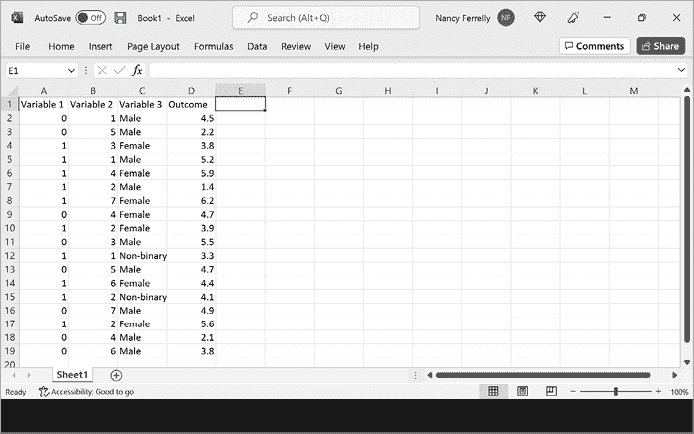 AutoSave Off Book1 - Excel Search (Alt+Q) Nancy Ferrelly NF
File Home Insert Page Layout Formulas Data Review View Help Comments Share
E1 fx
A B C D E F G H I J K L M
1 Variable 1 Variable 2 Variable 3 Outcome
2 0 1 Male 4.5
3 0 5 Male 2.2
4 1 3 Female 3.8
5 1 1 Male 5.2
6 1 4 Female 5.9
7 1 2 Male 1.4
8 1 7 Female 6.2
9 0 4 Female 4.7
10 1 2 Female 3.9
11 0 3 Male 5.5
12 1 1 Non-binary 3.3
13 0 5 Male 4.7
14 1 6 Female 4.4
15 1 2 Non-binary 4.1
16 0 7 Male 4.9
17 1 2 Female 5.6
18 0 4 Male 2.1
19 0 6 Male 3.8
20
Sheet1
Ready Accessibility: Good to go 100%